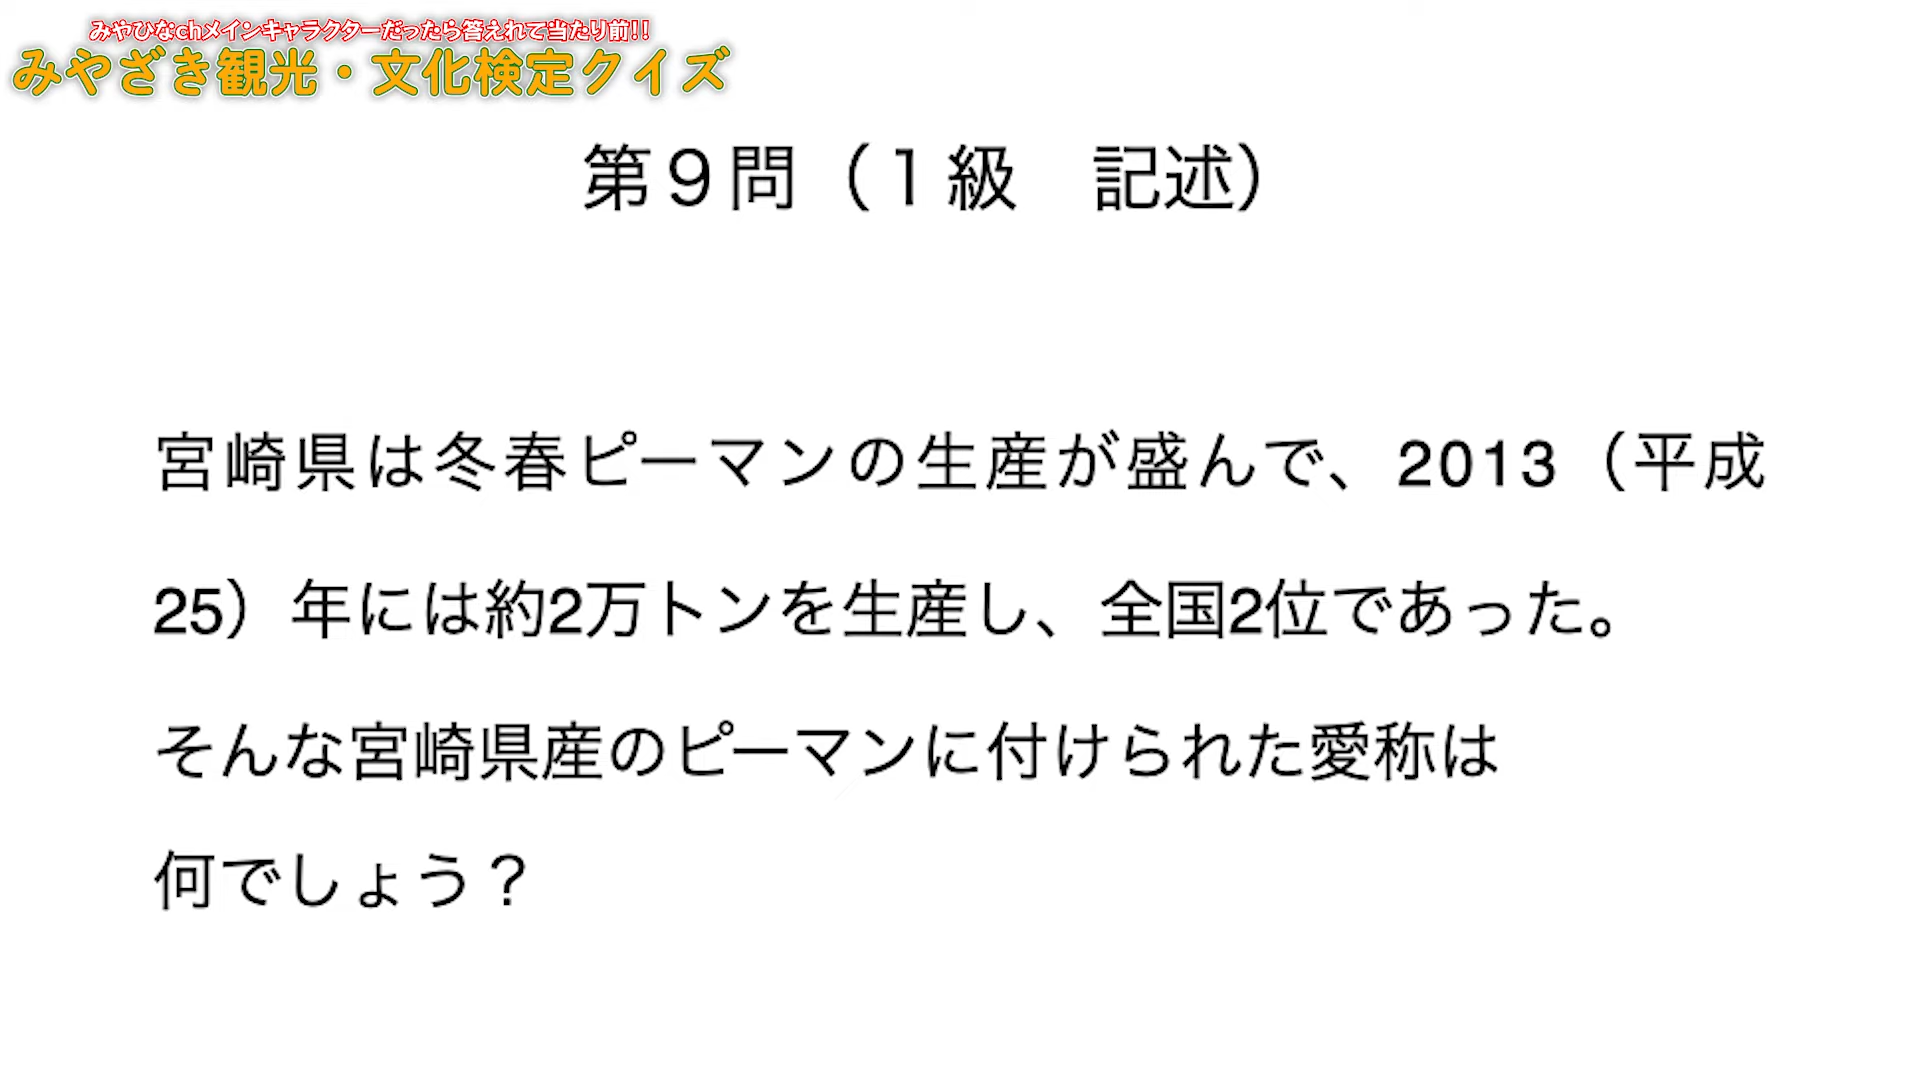 みやひなchメインキャラクターだったら答えれて当たり前!!
みやざき観光・文化検定クイズ
第９問（１級　記述）
宮崎県は冬春ピーマンの生産が盛んで、2013（平成
25）年には約2万トンを生産し、全国2位であった。
そんな宮崎県産のピーマンに付けられた愛称は
何でしょう？